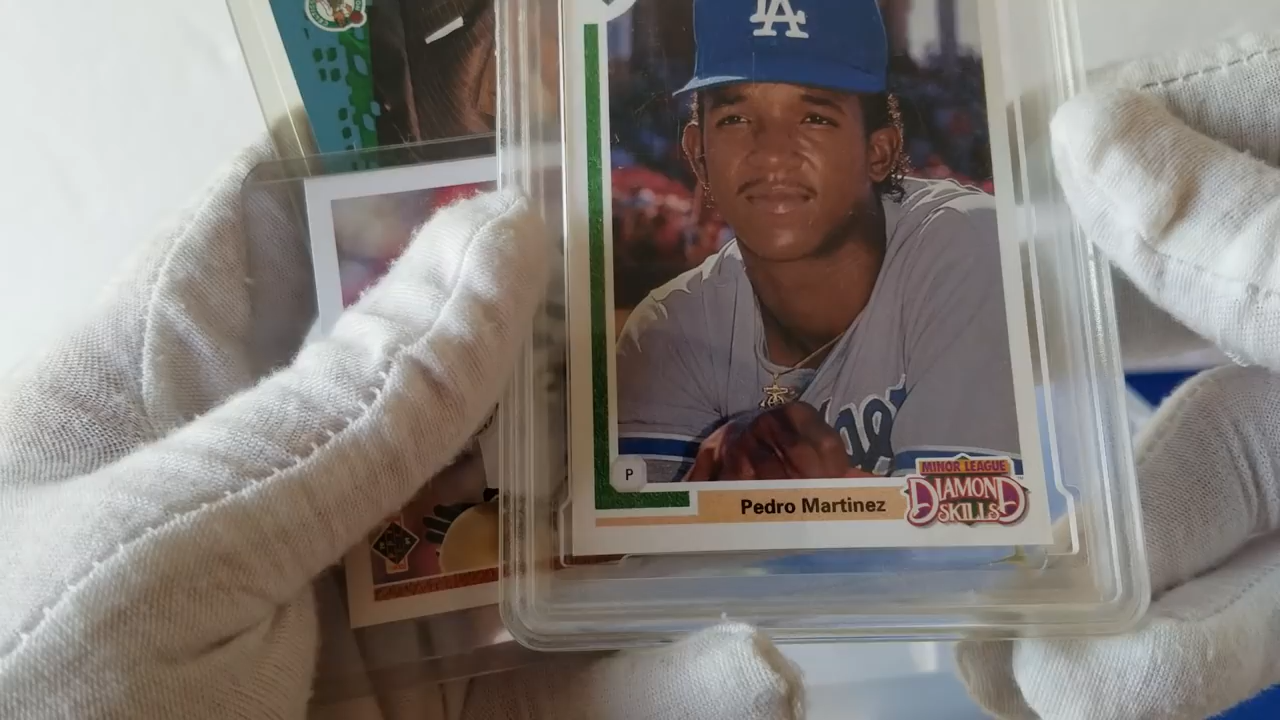 LA
P
Pedro Martinez
MINOR LEAGUE
DIAMOND
SKILLS